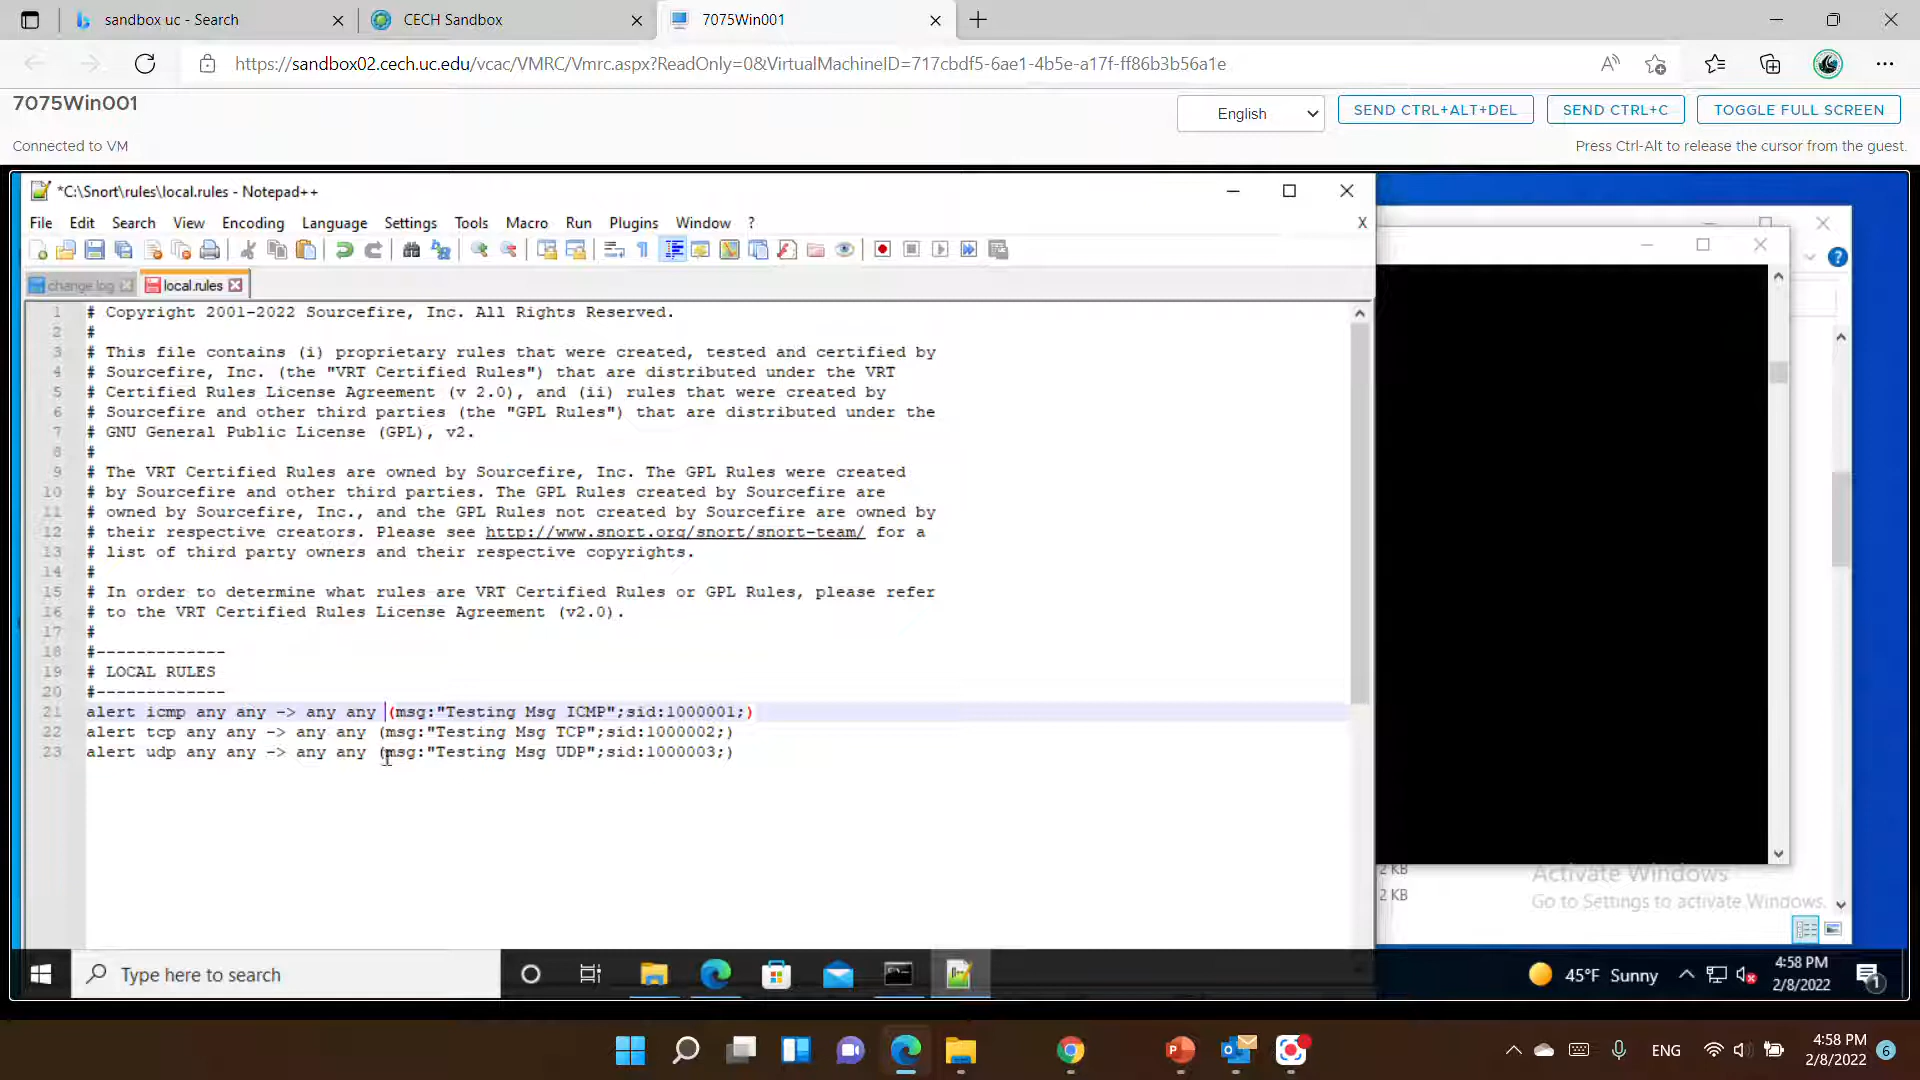 sandbox uc - Search
CECH Sandbox
7075Win001
https://sandbox02.cech.uc.edu/vcac/VMRC/Vmrc.aspx?ReadOnly=0&VirtualMachineID=717cbdf5-6ae1-4b5e-a17f-ff86b3b56a1e
7075Win001
English
SEND CTRL+ALT+DEL
SEND CTRL+C
TOGGLE FULL SCREEN
Connected to VM
Press Ctrl-Alt to release the cursor from the guest.
*C:\Snort\rules\local.rules - Notepad++
File Edit Search View Encoding Language Settings Tools Macro Run Plugins Window ? X
change.log
local.rules
1 # Copyright 2001-2022 Sourcefire, Inc. All Rights Reserved.
2 #
3 # This file contains (i) proprietary rules that were created, tested and certified by
4 # Sourcefire, Inc. (the "VRT Certified Rules") that are distributed under the VRT
5 # Certified Rules License Agreement (v 2.0), and (ii) rules that were created by
6 # Sourcefire and other third parties (the "GPL Rules") that are distributed under the
7 # GNU General Public License (GPL), v2.
8 #
9 # The VRT Certified Rules are owned by Sourcefire, Inc. The GPL Rules were created
10 # by Sourcefire and other third parties. The GPL Rules created by Sourcefire are
11 # owned by Sourcefire, Inc., and the GPL Rules not created by Sourcefire are owned by
12 # their respective creators. Please see http://www.snort.org/snort/snort-team/ for a
13 # list of third party owners and their respective copyrights.
14 #
15 # In order to determine what rules are VRT Certified Rules or GPL Rules, please refer
16 # to the VRT Certified Rules License Agreement (v2.0).
17 #
18 #-------------
19 # LOCAL RULES
20 #-------------
21 alert icmp any any -> any any (msg:"Testing Msg ICMP";sid:1000001;)
22 alert tcp any any -> any any (msg:"Testing Msg TCP";sid:1000002;)
23 alert udp any any -> any any (msg:"Testing Msg UDP";sid:1000003;)
2 KB
2 KB
Activate Windows
Go to Settings to activate Windows.
Type here to search
45°F Sunny
4:58 PM
2/8/2022
1
ENG
4:58 PM
2/8/2022
6